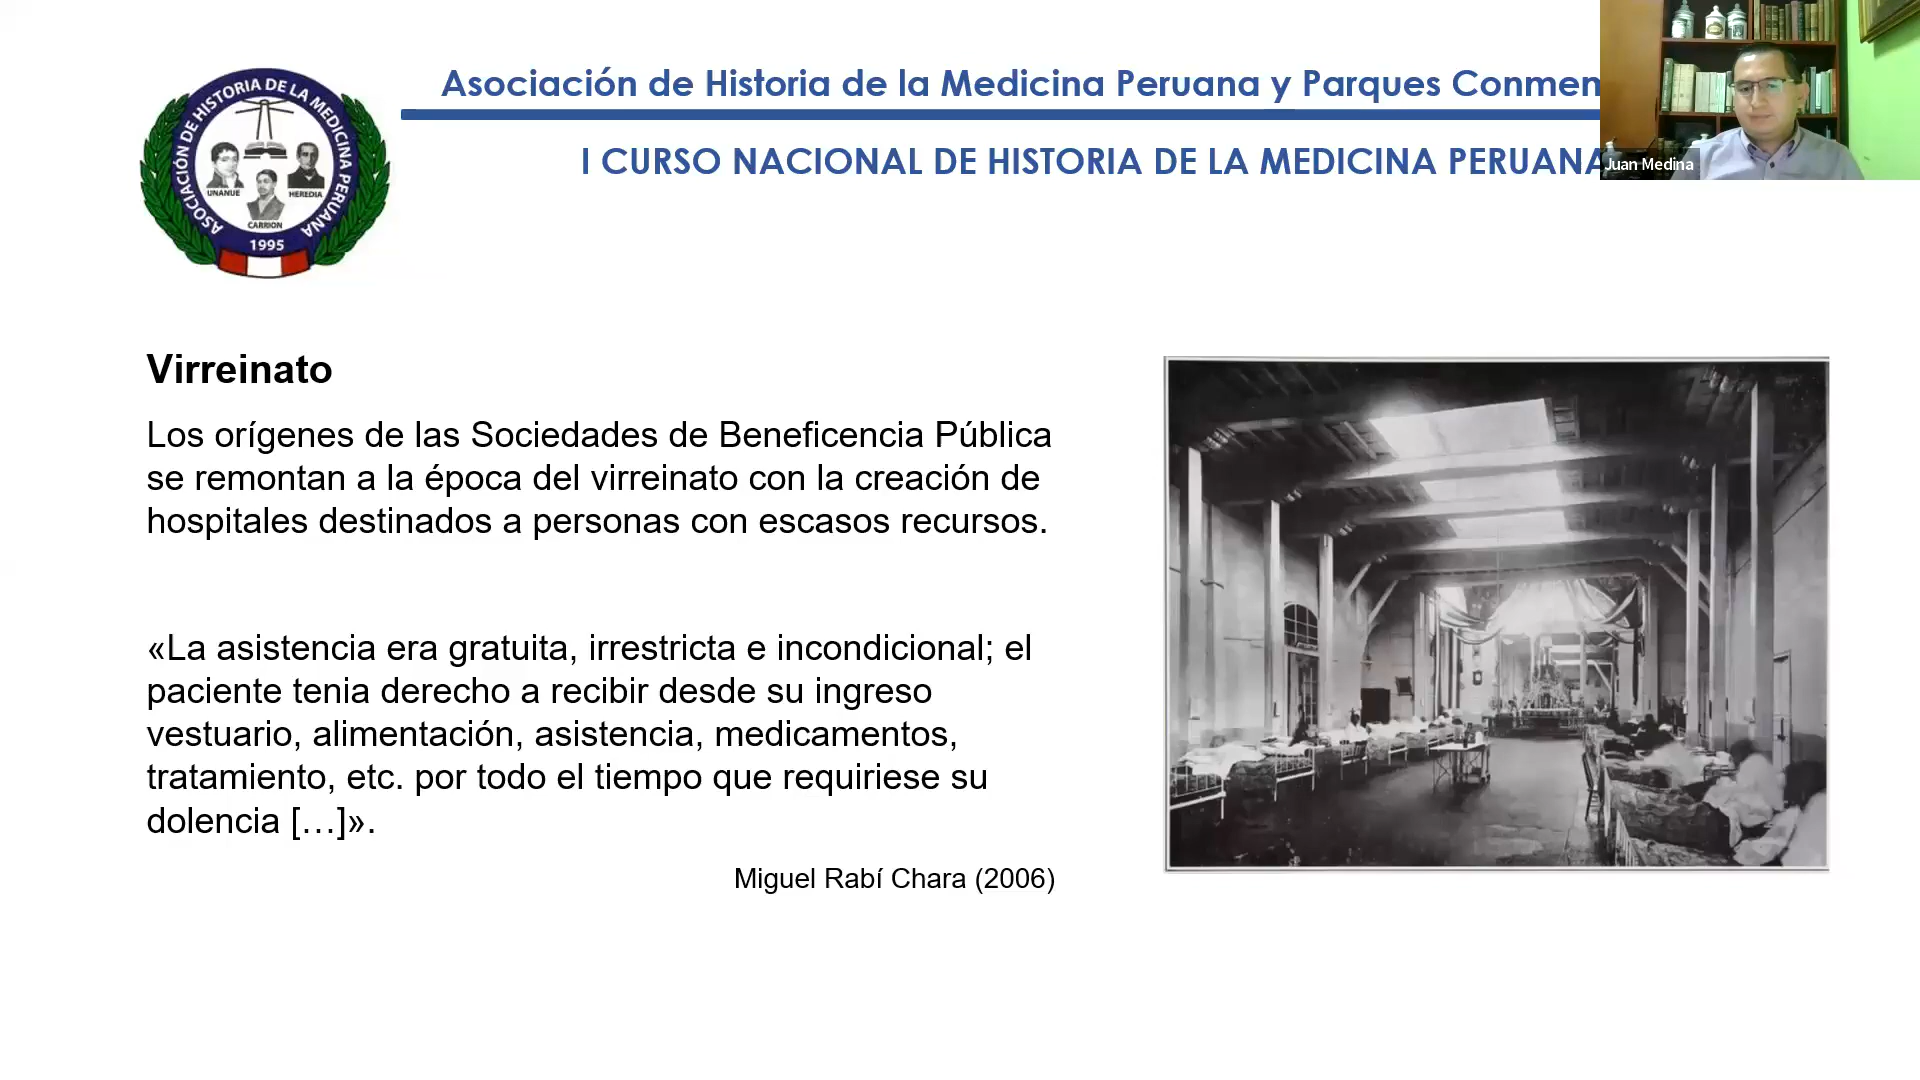 ASOCIACIÓN DE HISTORIA DE LA MEDICINA PERUANA
UNANUE
HEREDIA
CARRION
1995
Asociación de Historia de la Medicina Peruana y Parques Conmem
I CURSO NACIONAL DE HISTORIA DE LA MEDICINA PERUANA
Juan Medina
Virreinato
Los orígenes de las Sociedades de Beneficencia Pública
se remontan a la época del virreinato con la creación de
hospitales destinados a personas con escasos recursos.
«La asistencia era gratuita, irrestricta e incondicional; el
paciente tenia derecho a recibir desde su ingreso
vestuario, alimentación, asistencia, medicamentos,
tratamiento, etc. por todo el tiempo que requiriese su
dolencia […]».
Miguel Rabí Chara (2006)